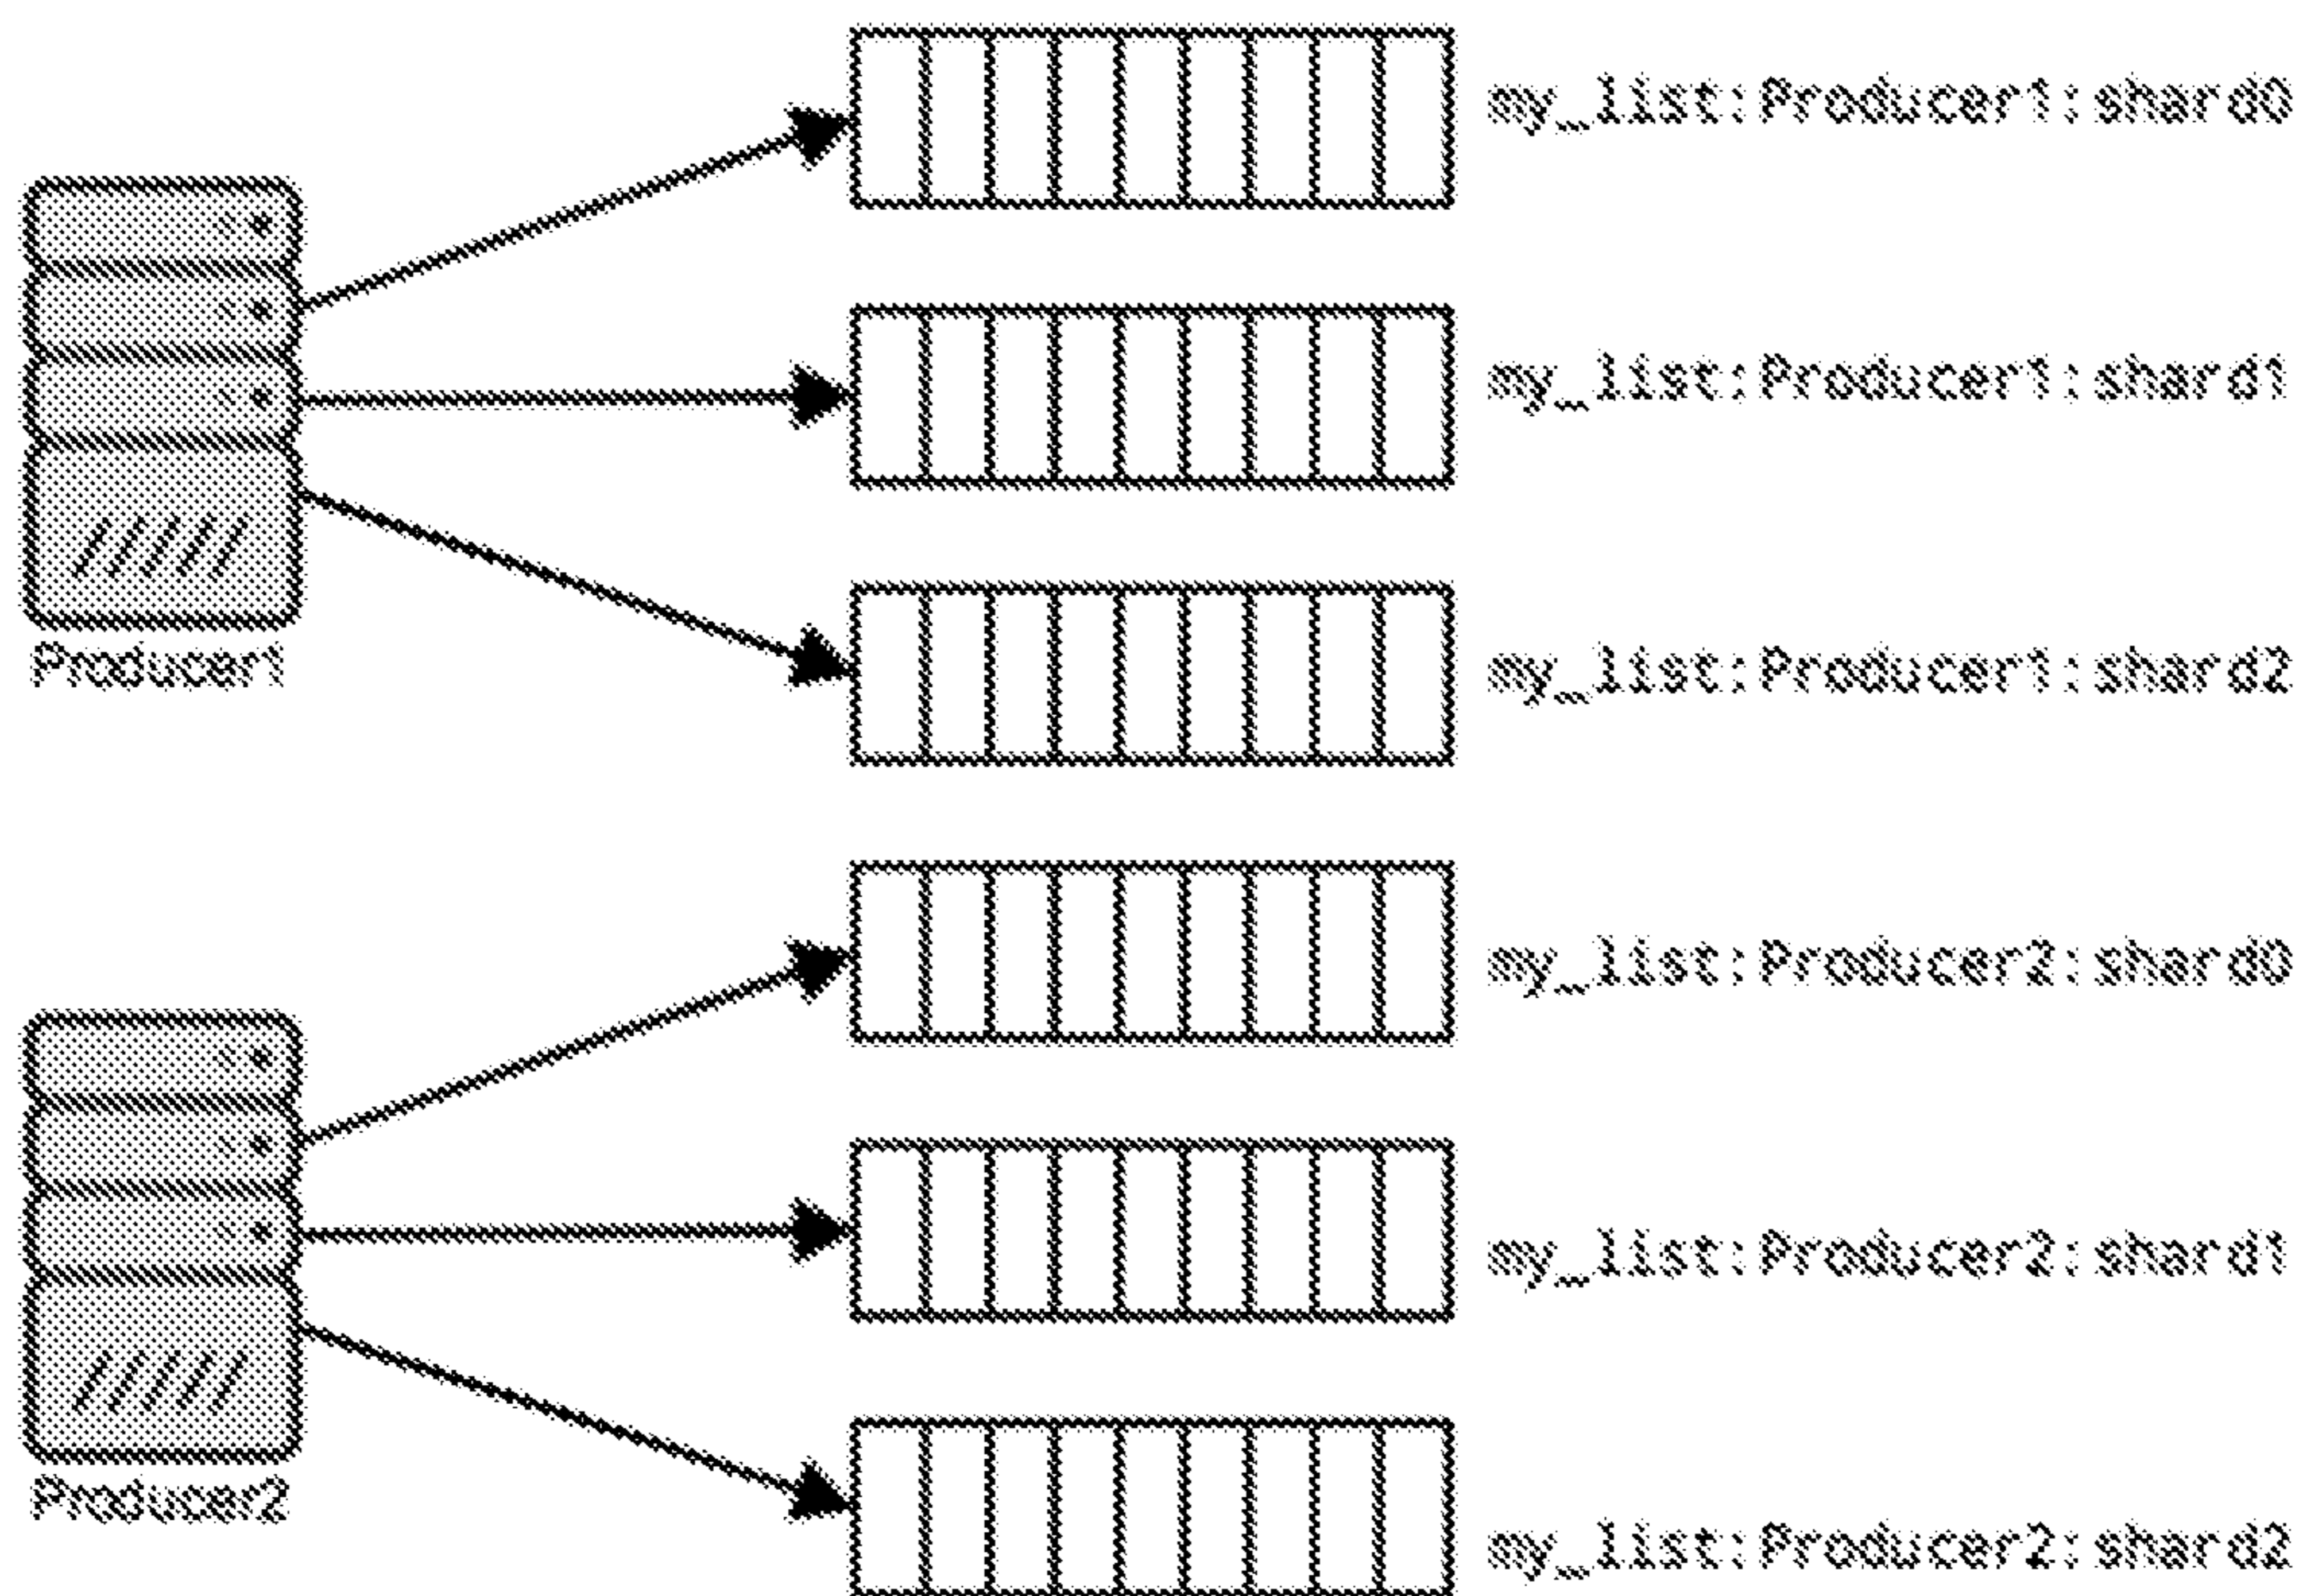 my_list:Producer1:shard0
my_list:Producer1:shard1
Producer1
my_list:Producer1:shard2
my_list:Producer2:shard0
my_list:Producer2:shard1
Producer2
my_list:Producer2:shard2